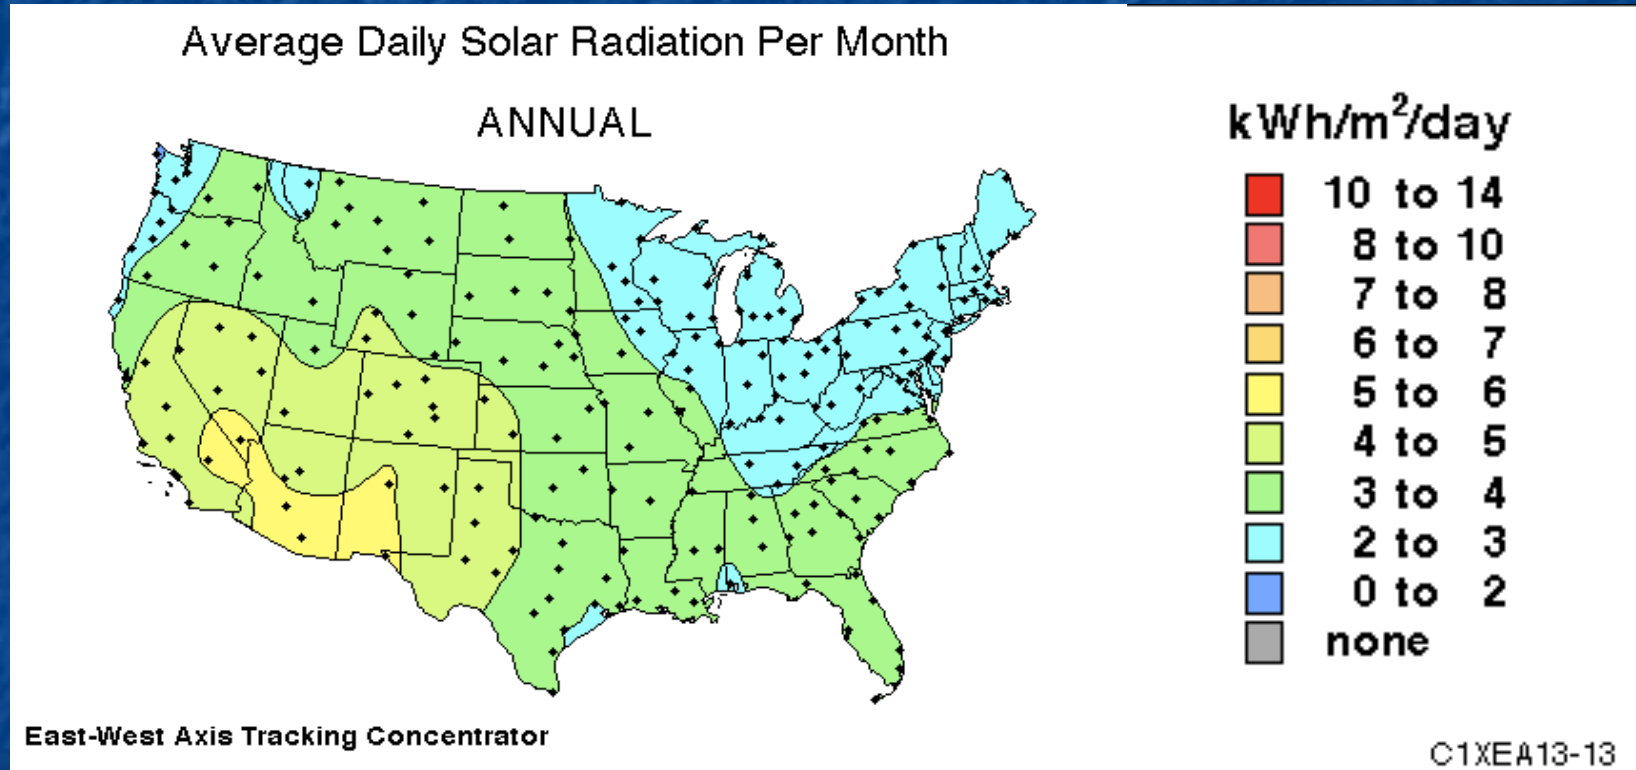 Average Daily Solar Radiation Per Month
ANNUAL
kWh/m²/day
10 to 14
8 to 10
7 to 8
6 to 7
5 to 6
4 to 5
3 to 4
2 to 3
0 to 2
none
East-West Axis Tracking Concentrator
C1XEA13-13